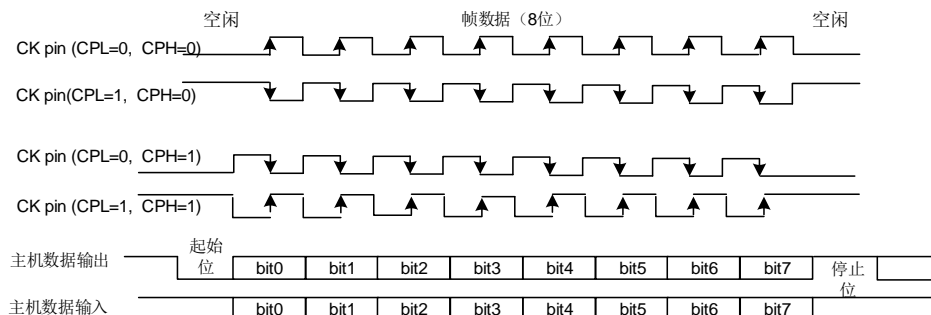 空闲 帧数据（8位） 空闲
CK pin (CPL=0, CPH=0)
CK pin(CPL=1, CPH=0)
CK pin (CPL=0, CPH=1)
CK pin (CPL=1, CPH=1)
主机数据输出 起始位 bit0 bit1 bit2 bit3 bit4 bit5 bit6 bit7 停止位
主机数据输入 bit0 bit1 bit2 bit3 bit4 bit5 bit6 bit7